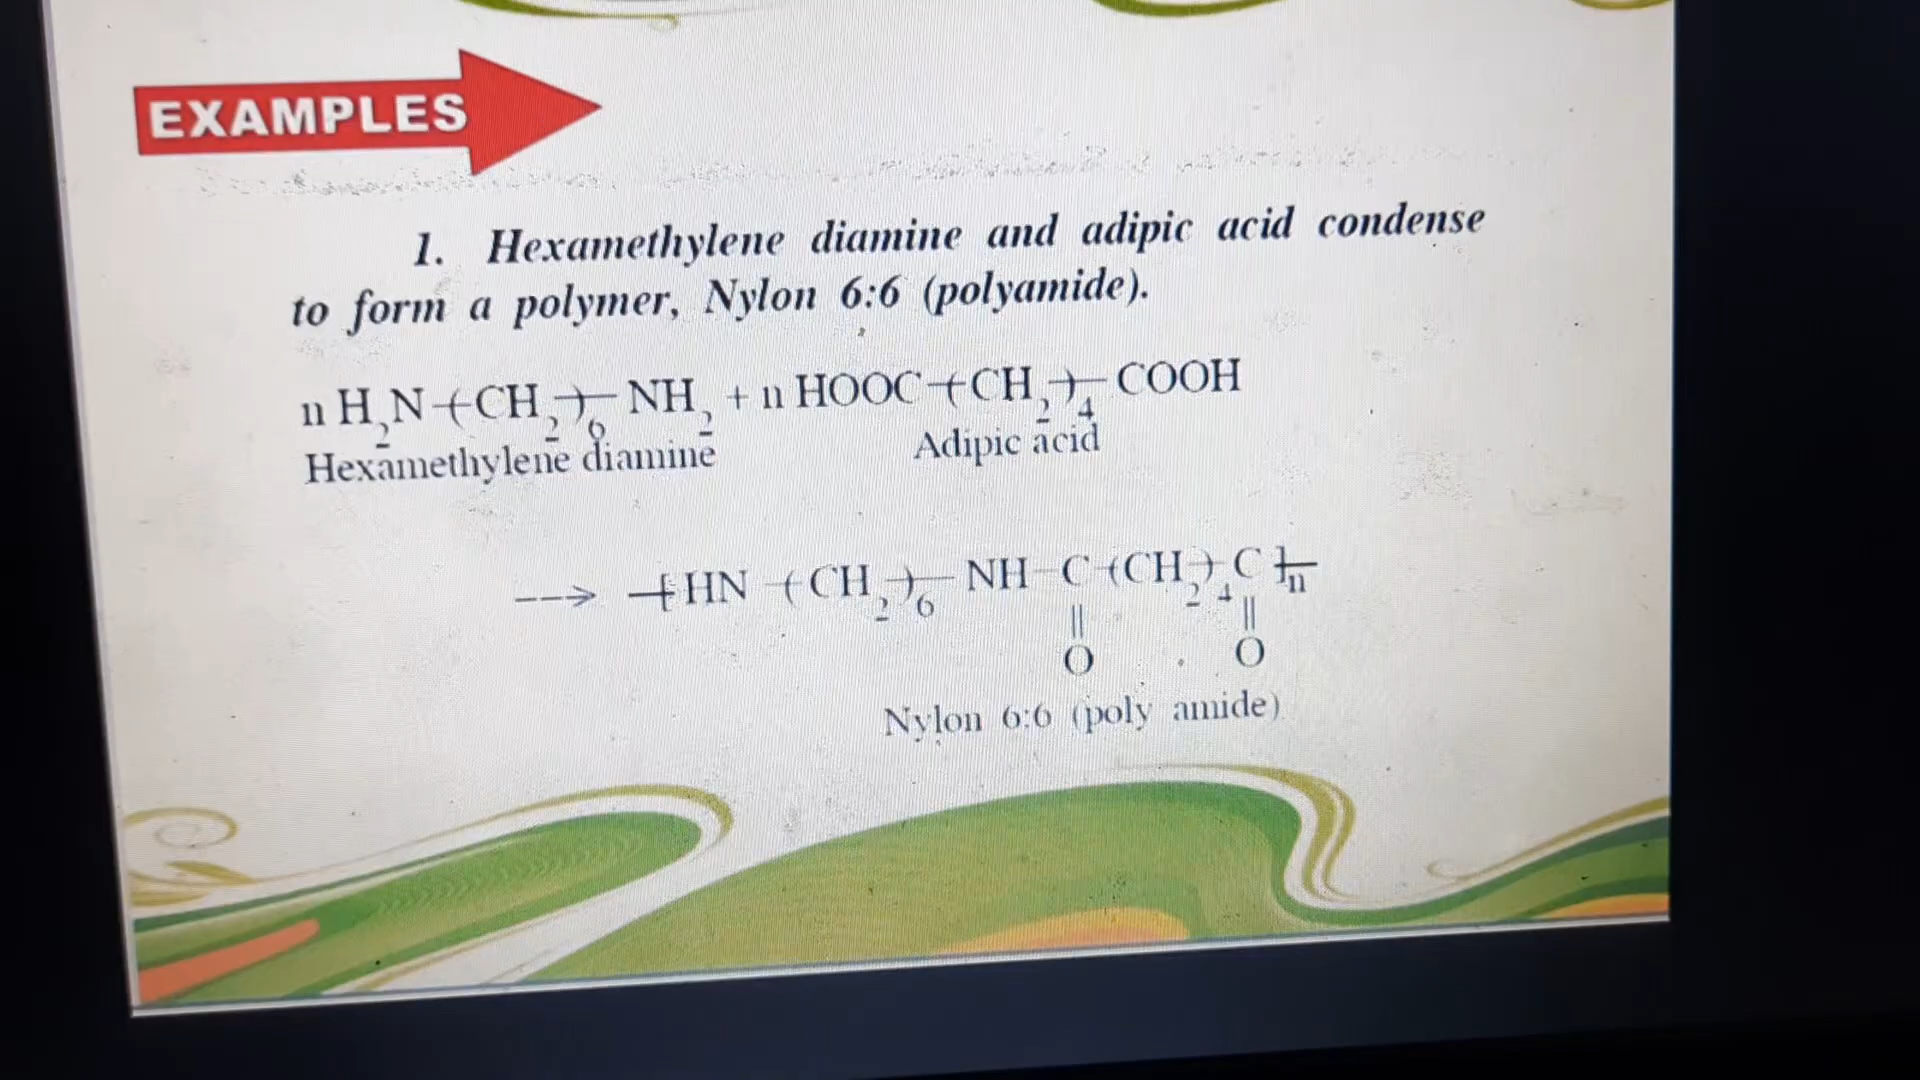 EXAMPLES
1. Hexamethylene diamine and adipic acid condense
to form a polymer, Nylon 6:6 (polyamide).
n H₂N-(CH₂)₆-NH₂ + n HOOC-(CH₂)₄-COOH
Hexamethylene diamine Adipic acid
---> -[HN-(CH₂)₆-NH-C-(CH₂)₄C]-n
|| ||
O O
Nylon 6:6 (poly amide)